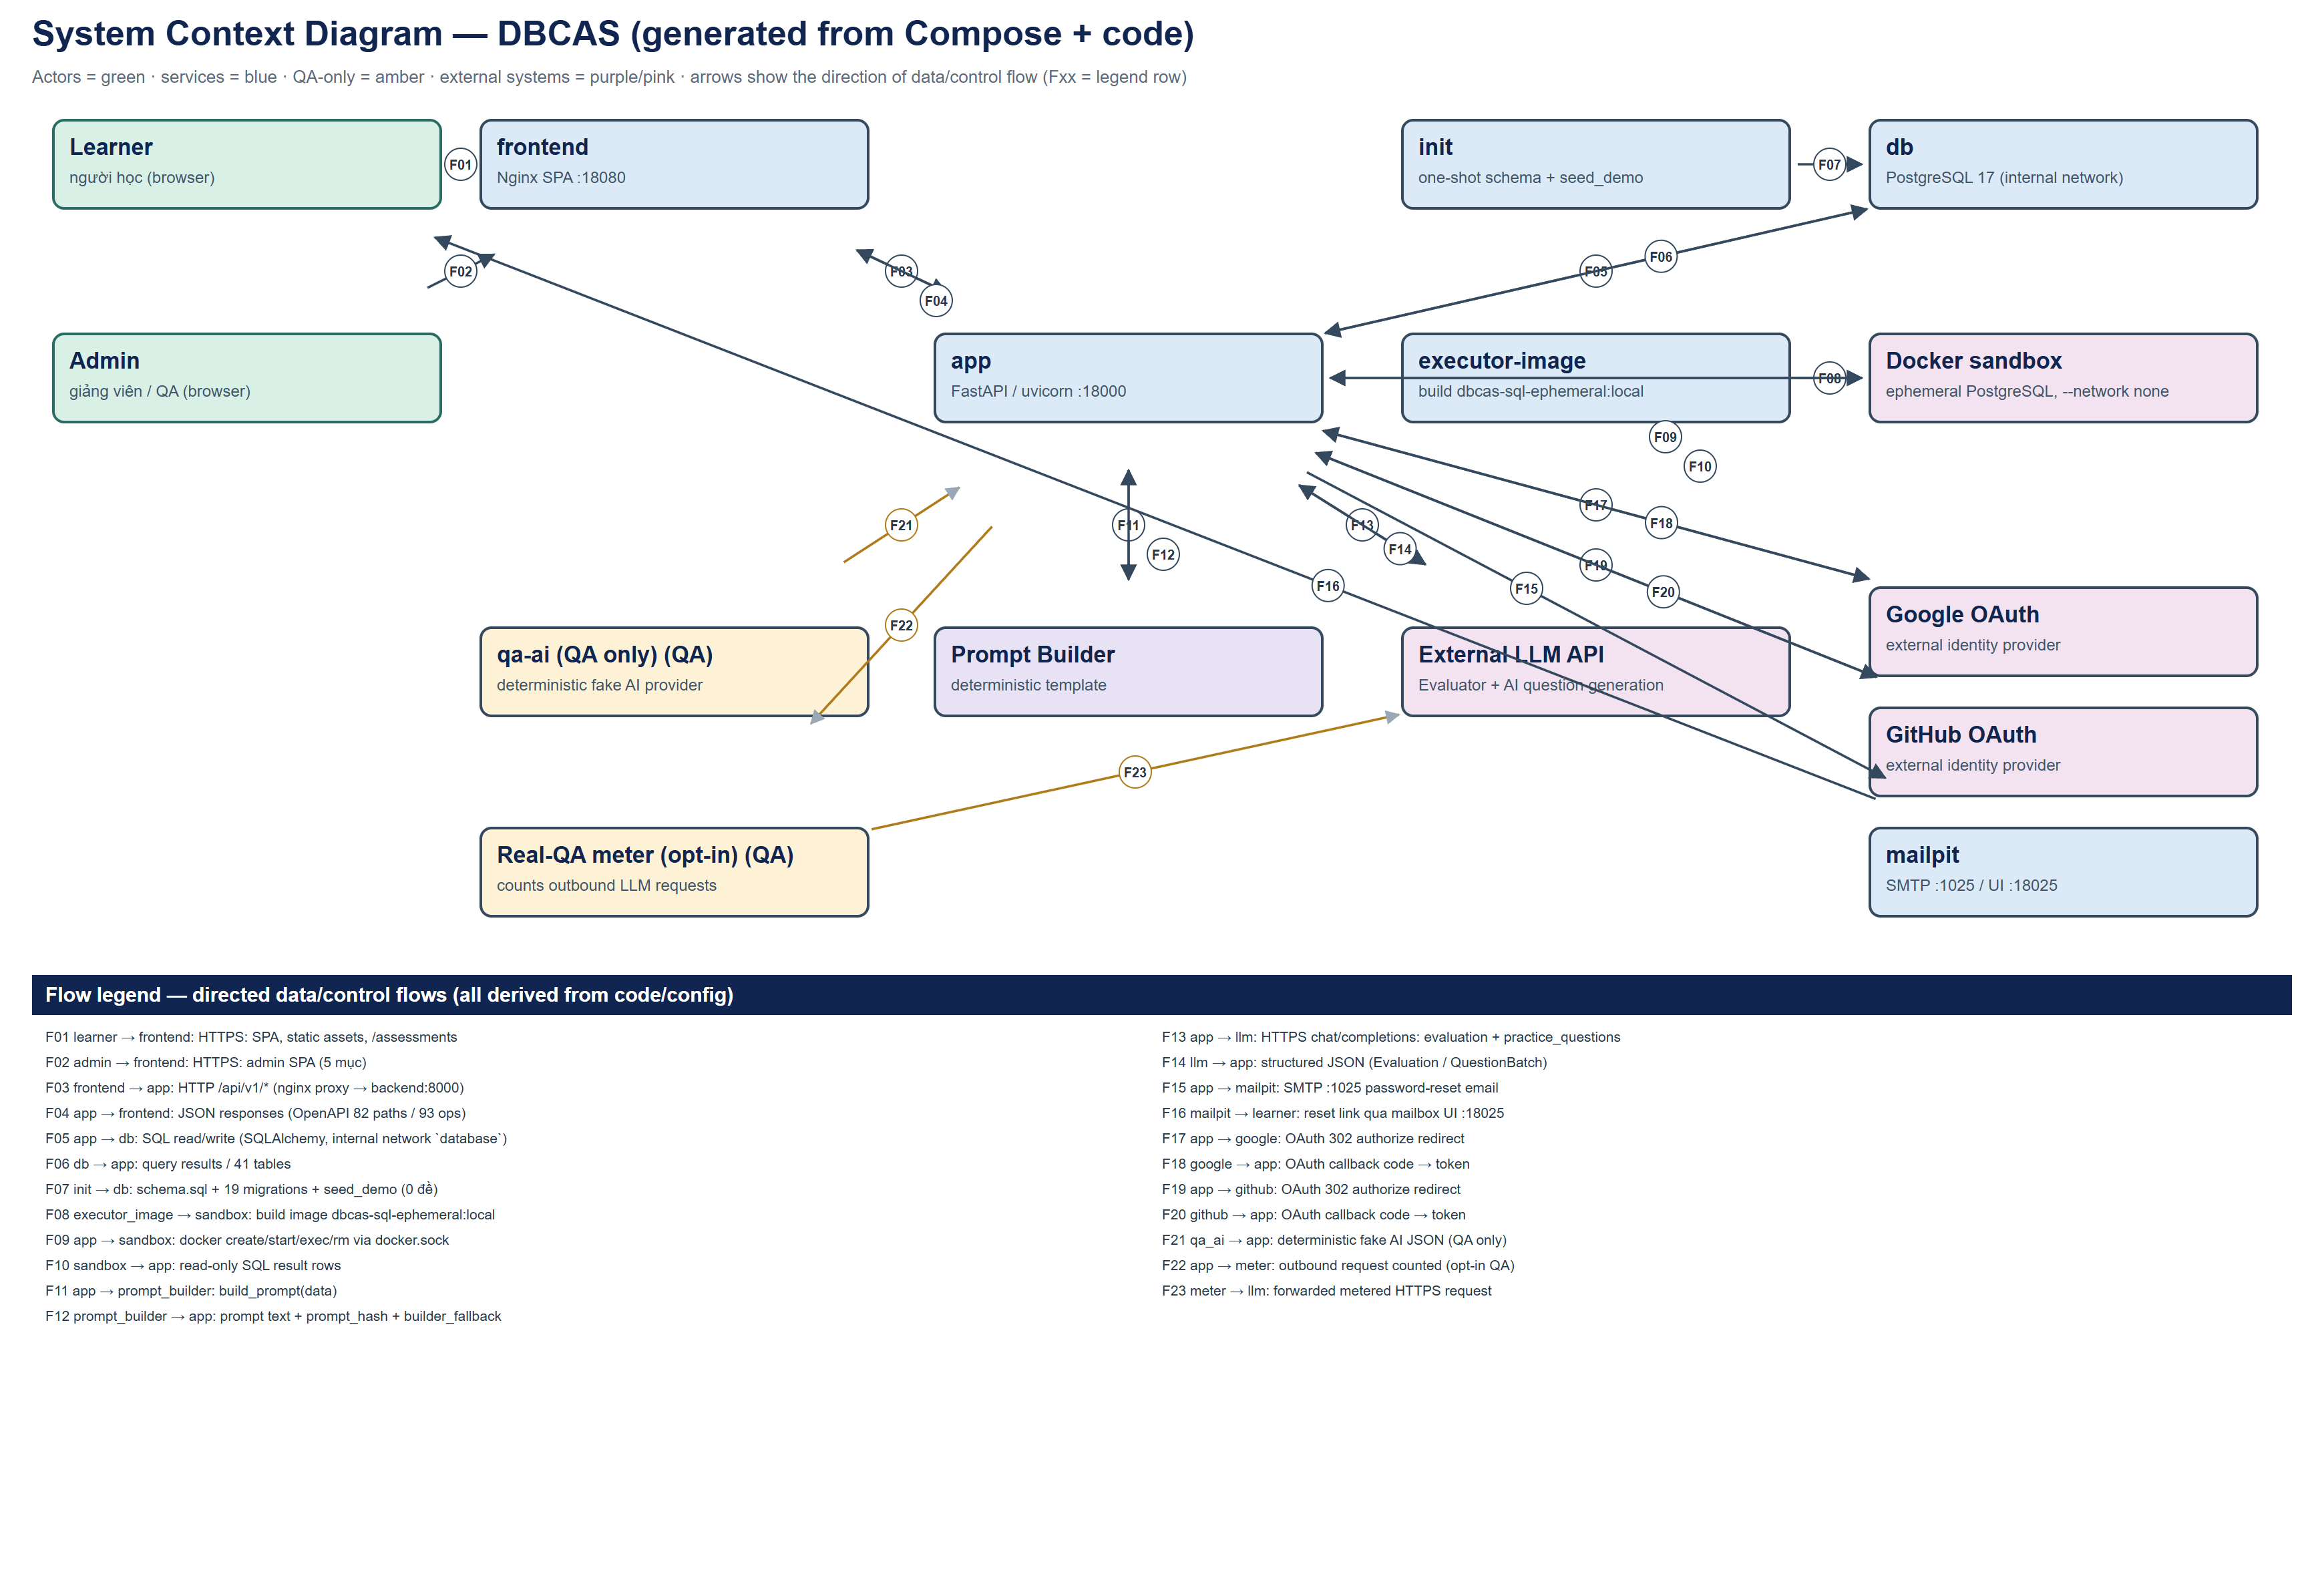 System Context Diagram — DBCAS (generated from Compose + code)
Actors = green · services = blue · QA-only = amber · external systems = purple/pink · arrows show the direction of data/control flow (Fxx = legend row)
Learner
người học (browser)
F01
frontend
Nginx SPA :18080
init
one-shot schema + seed_demo
F07
db
PostgreSQL 17 (internal network)
F02
F03
F04
F05
F06
Admin
giảng viên / QA (browser)
app
FastAPI / uvicorn :18000
executor-image
build dbcas-sql-ephemeral:local
F08
Docker sandbox
ephemeral PostgreSQL, --network none
F09
F10
F21
F11
F12
F13
F14
F17
F18
F16
F15
F19
F20
F22
Google OAuth
external identity provider
qa-ai (QA only) (QA)
deterministic fake AI provider
Prompt Builder
deterministic template
External LLM API
Evaluator + AI question generation
GitHub OAuth
external identity provider
F23
Real-QA meter (opt-in) (QA)
counts outbound LLM requests
mailpit
SMTP :1025 / UI :18025
Flow legend — directed data/control flows (all derived from code/config)
F01 learner → frontend: HTTPS: SPA, static assets, /assessments
F02 admin → frontend: HTTPS: admin SPA (5 mục)
F03 frontend → app: HTTP /api/v1/* (nginx proxy → backend:8000)
F04 app → frontend: JSON responses (OpenAPI 82 paths / 93 ops)
F05 app → db: SQL read/write (SQLAlchemy, internal network `database`)
F06 db → app: query results / 41 tables
F07 init → db: schema.sql + 19 migrations + seed_demo (0 đề)
F08 executor_image → sandbox: build image dbcas-sql-ephemeral:local
F09 app → sandbox: docker create/start/exec/rm via docker.sock
F10 sandbox → app: read-only SQL result rows
F11 app → prompt_builder: build_prompt(data)
F12 prompt_builder → app: prompt text + prompt_hash + builder_fallback
F13 app → llm: HTTPS chat/completions: evaluation + practice_questions
F14 llm → app: structured JSON (Evaluation / QuestionBatch)
F15 app → mailpit: SMTP :1025 password-reset email
F16 mailpit → learner: reset link qua mailbox UI :18025
F17 app → google: OAuth 302 authorize redirect
F18 google → app: OAuth callback code → token
F19 app → github: OAuth 302 authorize redirect
F20 github → app: OAuth callback code → token
F21 qa_ai → app: deterministic fake AI JSON (QA only)
F22 app → meter: outbound request counted (opt-in QA)
F23 meter → llm: forwarded metered HTTPS request